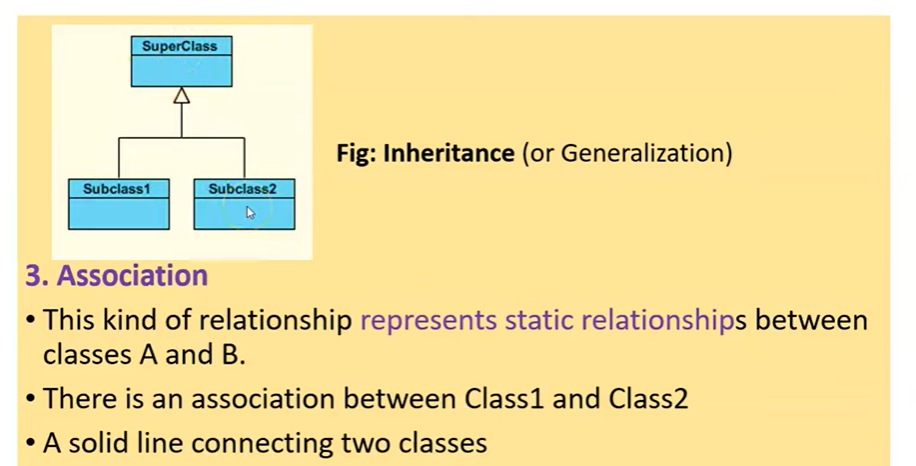 SuperClass
Subclass1
Subclass2
Fig: Inheritance (or Generalization)
3. Association
• This kind of relationship represents static relationships between
classes A and B.
• There is an association between Class1 and Class2
• A solid line connecting two classes